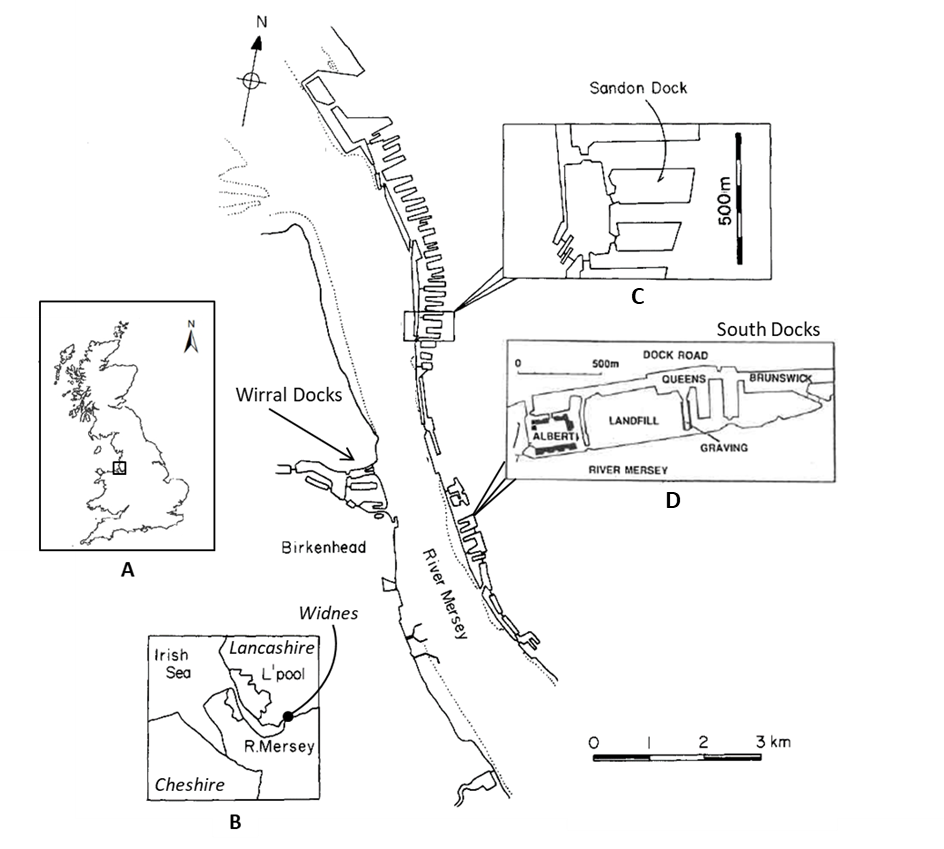 N
Sandon Dock
500m
C
South Docks
0 500m
DOCK ROAD
QUEENS
BRUNSWICK
ALBERT
LANDFILL
GRAVING
RIVER MERSEY
D
N
A
Wirral Docks
Birkenhead
River Mersey
Widnes
Irish
Sea
Lancashire
L'pool
R.Mersey
Cheshire
B
0 1 2 3 km